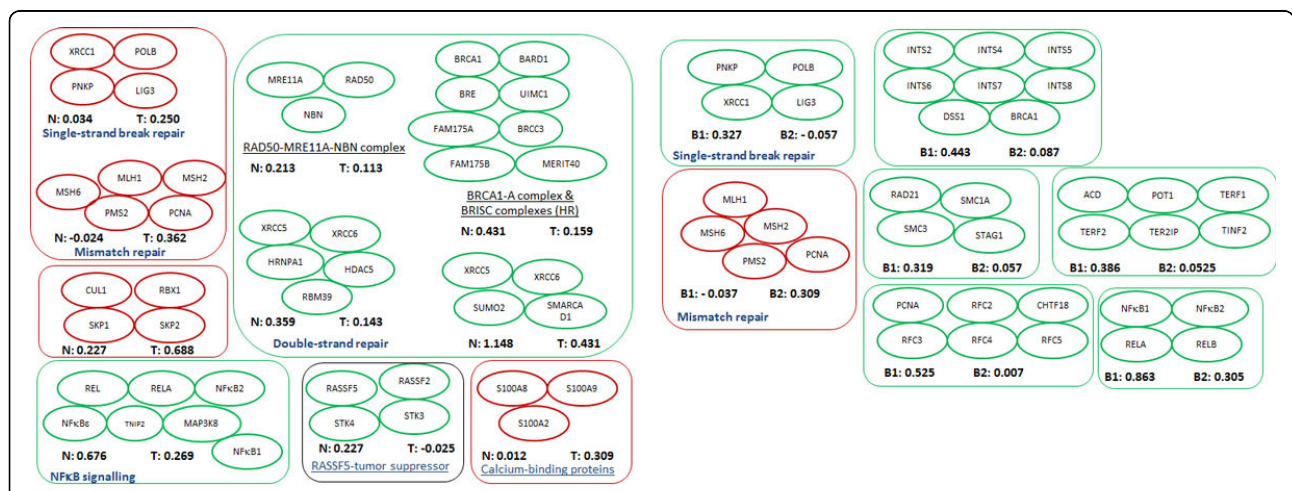 XRCC1 POLB
PNKP LIG3
N: 0.034 T: 0.250
Single-strand break repair
MLH1 MSH2
MSH6
PMS2 PCNA
N: -0.024 T: 0.362
Mismatch repair
CUL1 RBX1
SKP1 SKP2
N: 0.227 T: 0.688
MRE11A RAD50
NBN
RAD50-MRE11A-NBN complex
N: 0.213 T: 0.113
BRCA1 BARD1
BRE UIMC1
FAM175A BRCC3
FAM175B MERIT40
BRCA1-A complex &
BRISC complexes (HR)
N: 0.431 T: 0.159
XRCC5 XRCC6
HRNPA1 HDAC5
RBM39
N: 0.359 T: 0.143
Double-strand repair
XRCC5 XRCC6
SUMO2 SMARCA
D1
N: 1.148 T: 0.431
REL RELA NFκB2
NFκBε TNIP2 MAP3K8
NFκB1
N: 0.676 T: 0.269
NFκB signalling
RASSF5 RASSF2
STK4 STK3
N: 0.227 T: -0.025
RASSF5-tumor suppressor
S100A8 S100A9
S100A2
N: 0.012 T: 0.309
Calcium-binding proteins
PNKP POLB
XRCC1 LIG3
B1: 0.327 B2: - 0.057
Single-strand break repair
INTS2 INTS4 INTS5
INTS6 INTS7 INTS8
DSS1 BRCA1
B1: 0.443 B2: 0.087
MLH1
MSH6 MSH2
PMS2 PCNA
B1: - 0.037 B2: 0.309
Mismatch repair
RAD21 SMC1A
SMC3 STAG1
B1: 0.319 B2: 0.057
ACD POT1 TERF1
TERF2 TER2IP TINF2
B1: 0.386 B2: 0.0525
PCNA RFC2 CHTF18
RFC3 RFC4 RFC5
B1: 0.525 B2: 0.007
NFκB1 NFκB2
RELA RELB
B1: 0.863 B2: 0.305